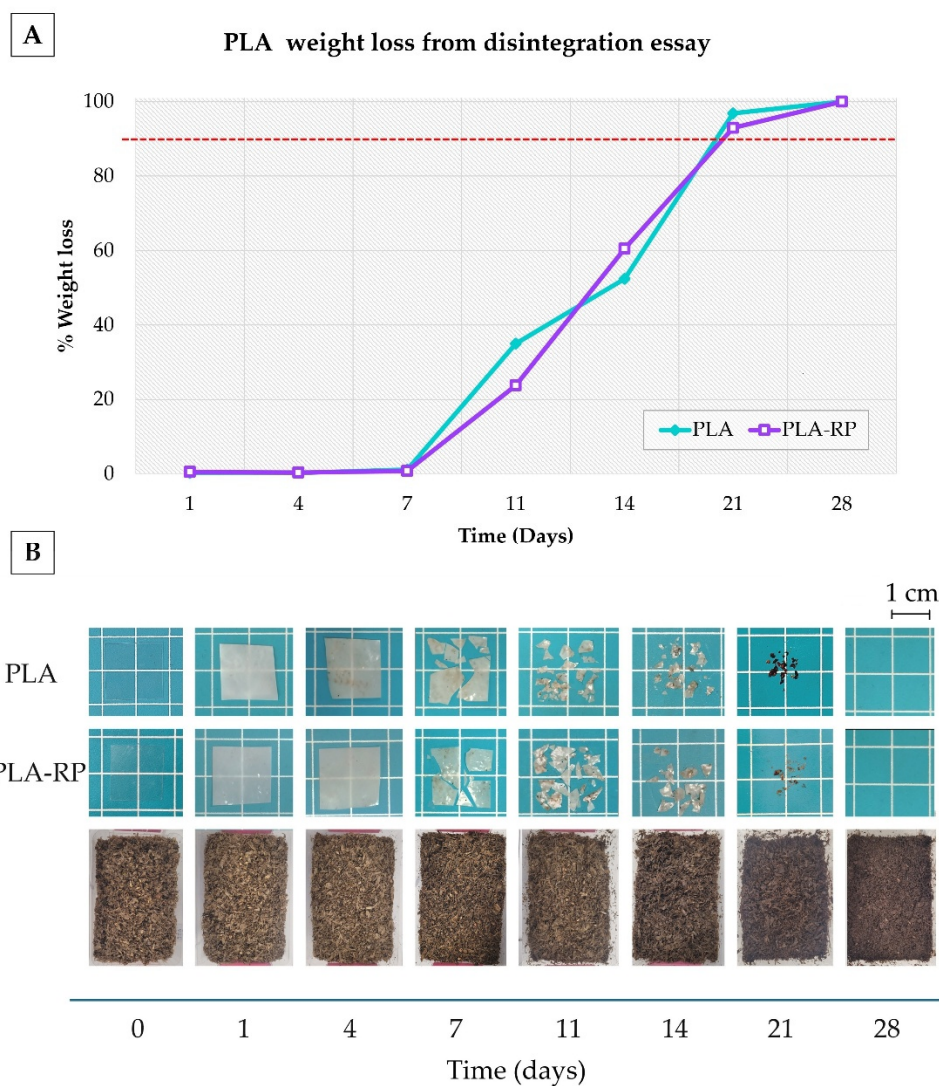 A
PLA weight loss from disintegration essay
100
80
60
40
20
0
% Weight loss
PLA PLA-RP
1 4 7 11 14 21 28
Time (Days)
B
1 cm
PLA
PLA-RP
0 1 4 7 11 14 21 28
Time (days)